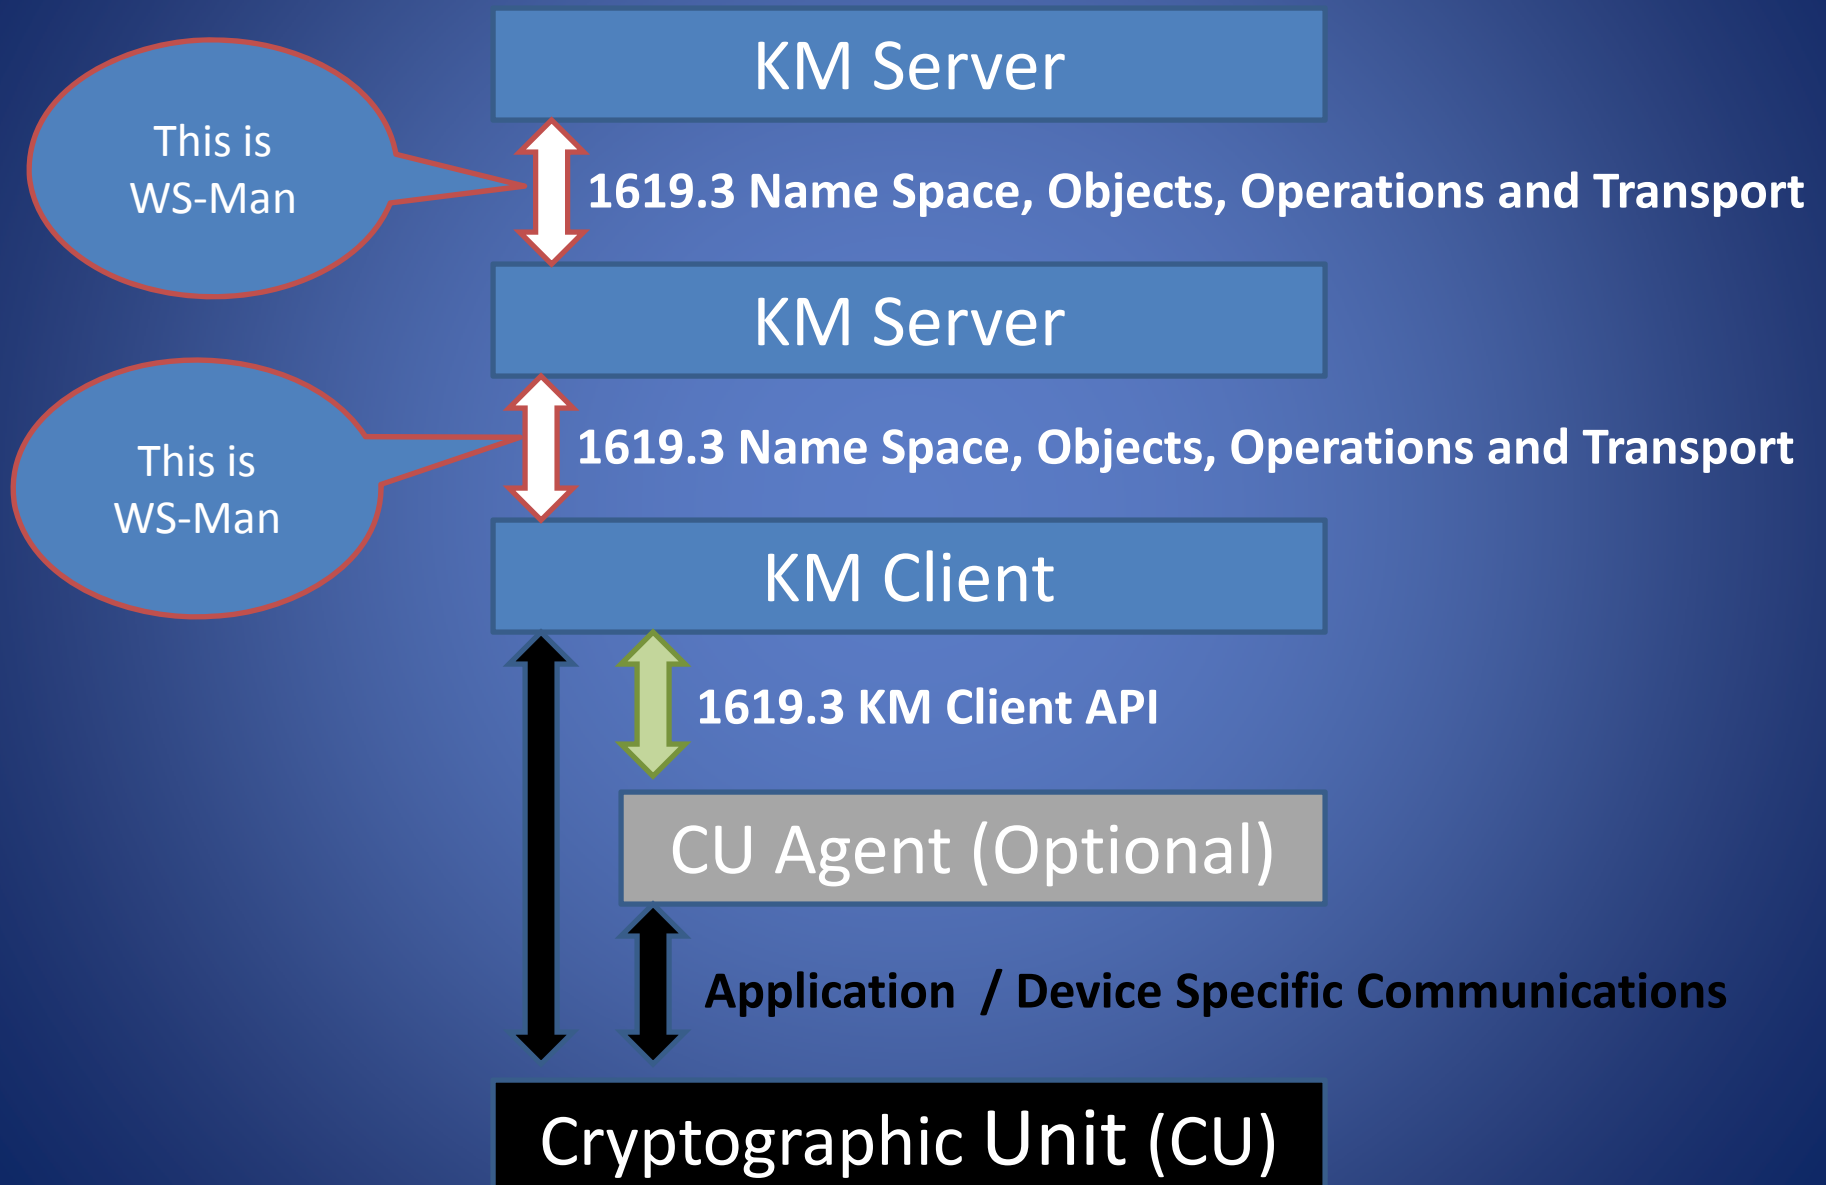 KM Server
This is
WS-Man
1619.3 Name Space, Objects, Operations and Transport
KM Server
This is
WS-Man
1619.3 Name Space, Objects, Operations and Transport
KM Client
1619.3 KM Client API
CU Agent (Optional)
Application / Device Specific Communications
Cryptographic Unit (CU)